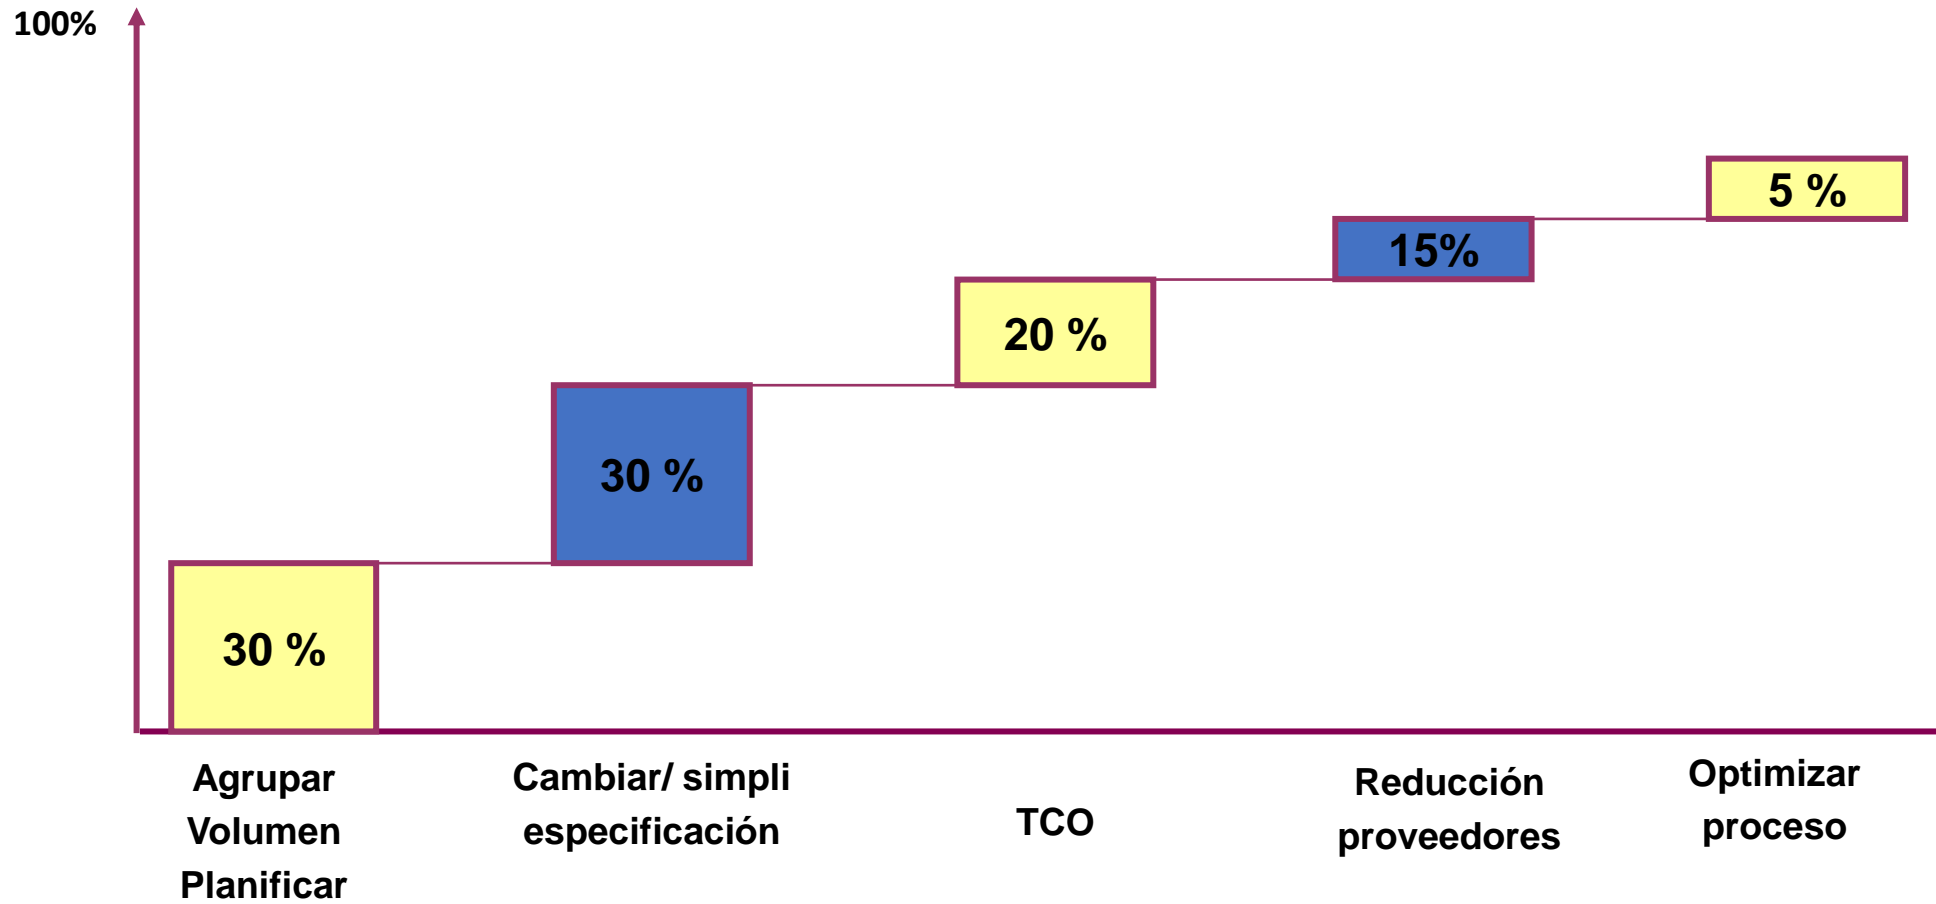 100%
5 %
15%
20 %
30 %
30 %
Agrupar
Volumen
Planificar
Cambiar/ simpli
especificación
TCO
Reducción
proveedores
Optimizar
proceso